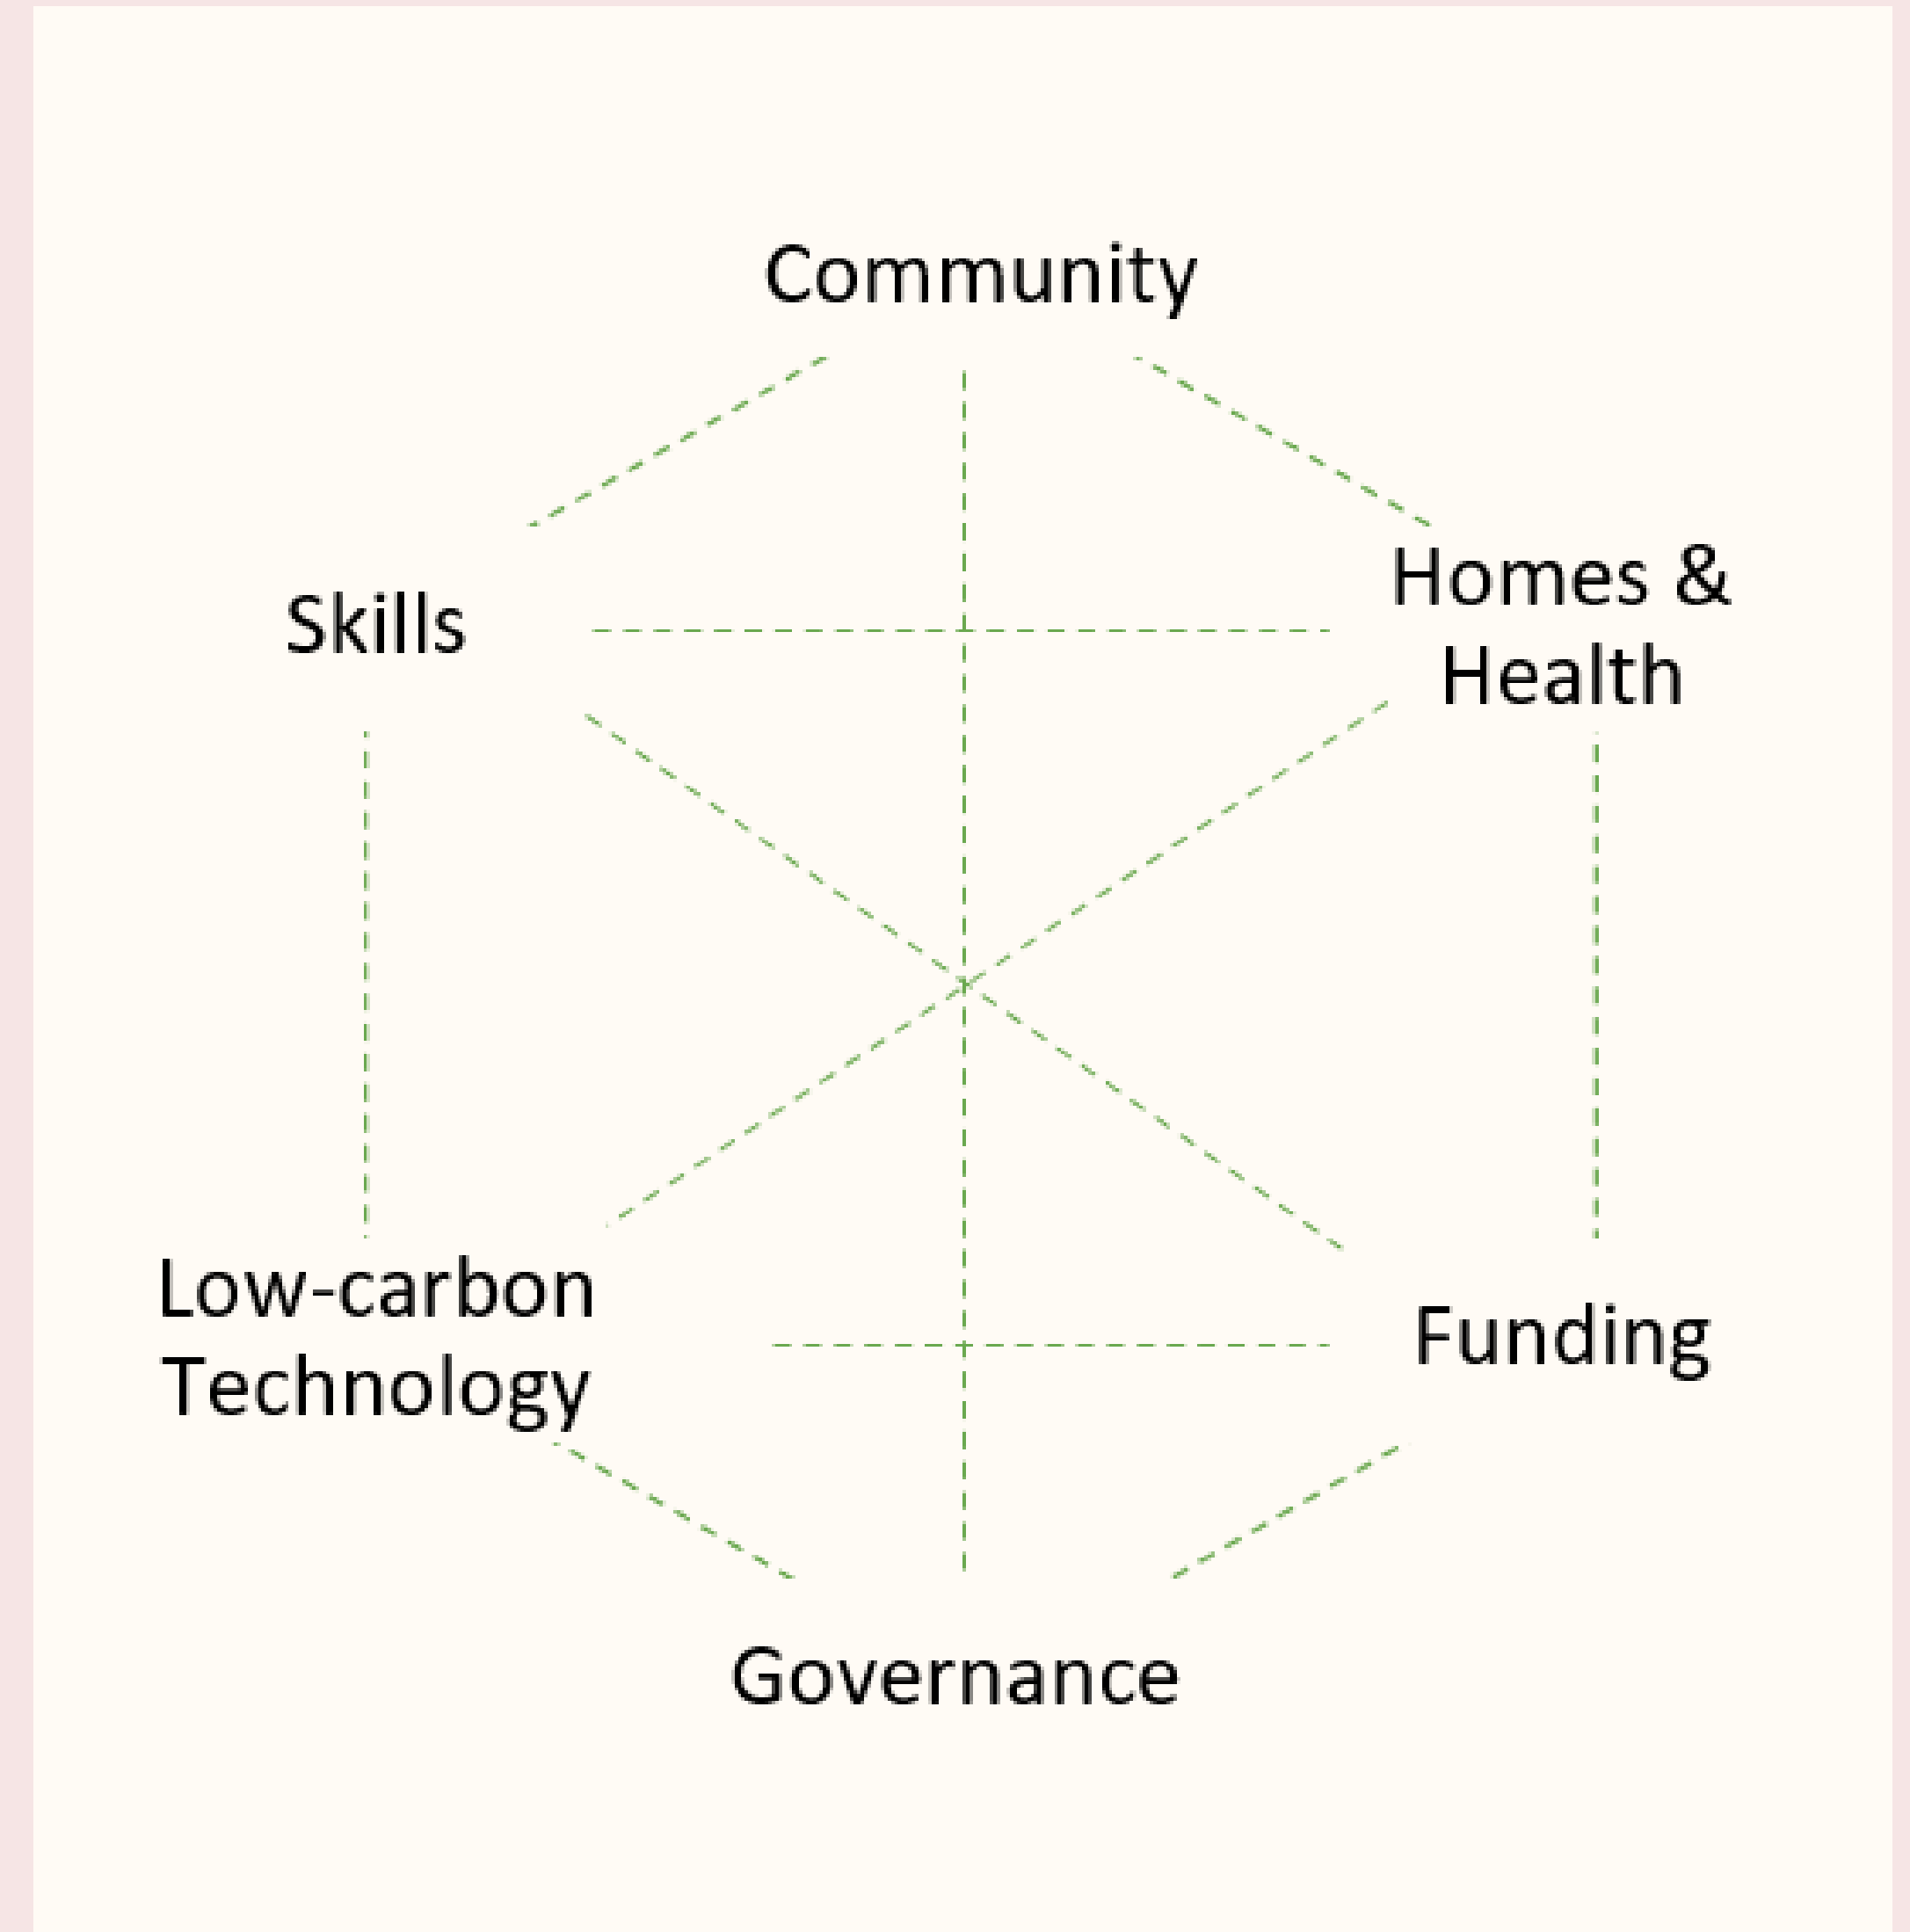 Community
Skills
Homes &
Health
Low-carbon
Technology
Funding
Governance